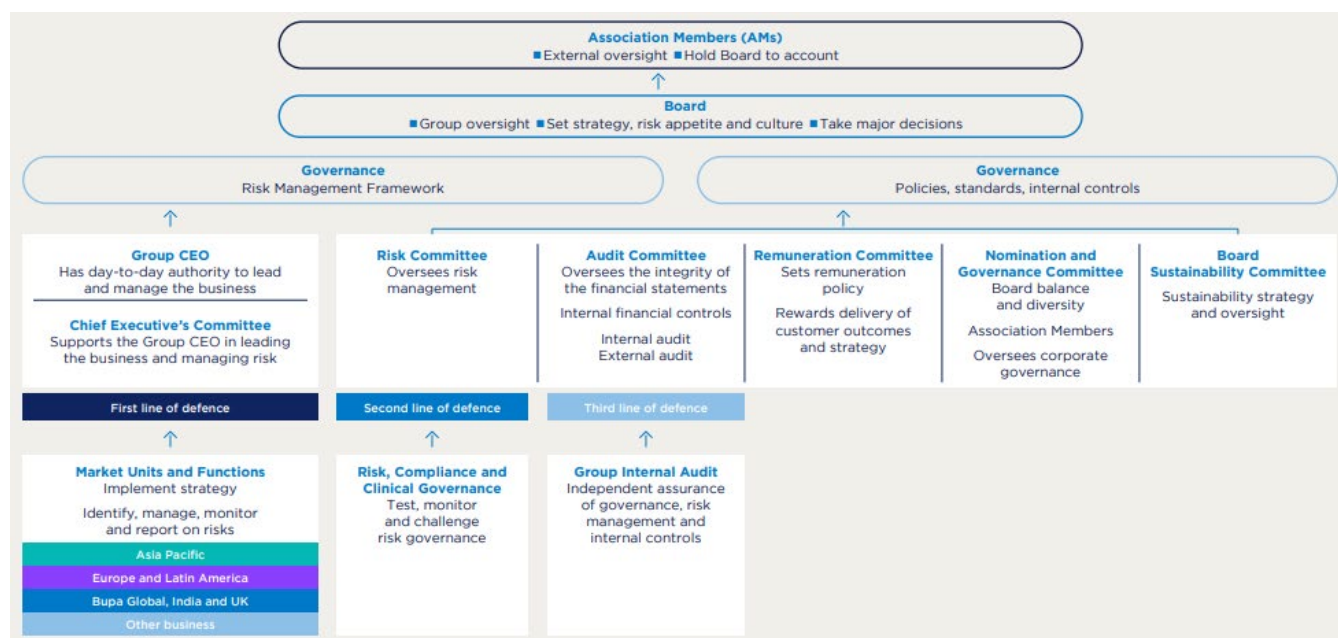 Association Members (AMs)
■ External oversight ■ Hold Board to account
Board
■ Group oversight ■ Set strategy, risk appetite and culture ■ Take major decisions
Governance
Risk Management Framework
Governance
Policies, standards, internal controls
Group CEO
Has day-to-day authority to lead
and manage the business
Chief Executive's Committee
Supports the Group CEO in leading
the business and managing risk
Risk Committee
Oversees risk
management
Audit Committee
Oversees the integrity of
the financial statements
Internal financial controls
Internal audit
External audit
Remuneration Committee
Sets remuneration
policy
Rewards delivery of
customer outcomes
and strategy
Nomination and
Governance Committee
Board balance
and diversity
Association Members
Oversees corporate
governance
Board
Sustainability Committee
Sustainability strategy
and oversight
First line of defence
Second line of defence
Third line of defence
Market Units and Functions
Implement strategy
Identify, manage, monitor
and report on risks
Asia Pacific
Europe and Latin America
Bupa Global, India and UK
Other business
Risk, Compliance and
Clinical Governance
Test, monitor
and challenge
risk governance
Group Internal Audit
Independent assurance
of governance, risk
management and
internal controls